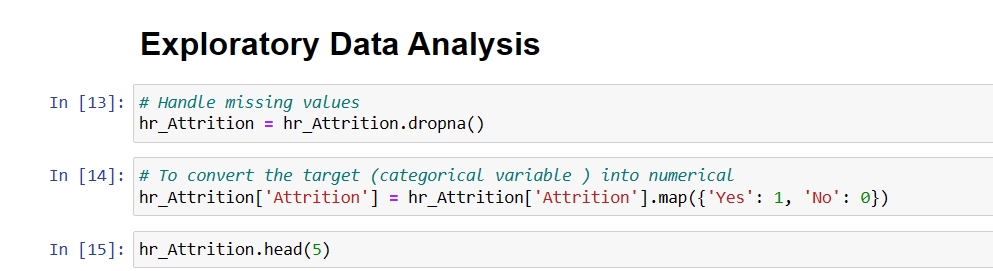 Exploratory Data Analysis
In [13]: # Handle missing values
hr_Attrition = hr_Attrition.dropna()
In [14]: # To convert the target (categorical variable ) into numerical
hr_Attrition['Attrition'] = hr_Attrition['Attrition'].map({'Yes': 1, 'No': 0})
In [15]: hr_Attrition.head(5)